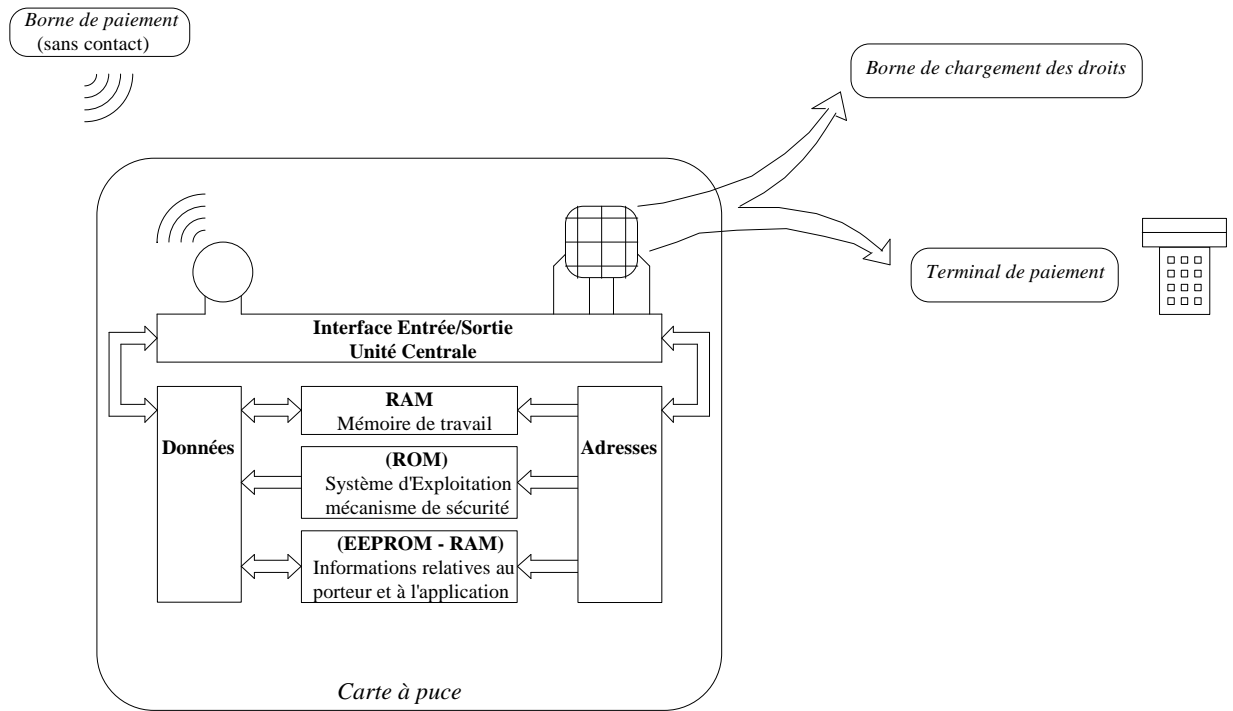 Borne de paiement
(sans contact)
Borne de chargement des droits
Terminal de paiement
Interface Entrée/Sortie
Unité Centrale
Données
RAM
Mémoire de travail
(ROM)
Système d'Exploitation
mécanisme de sécurité
(EEPROM - RAM)
Informations relatives au
porteur et à l'application
Adresses
Carte à puce